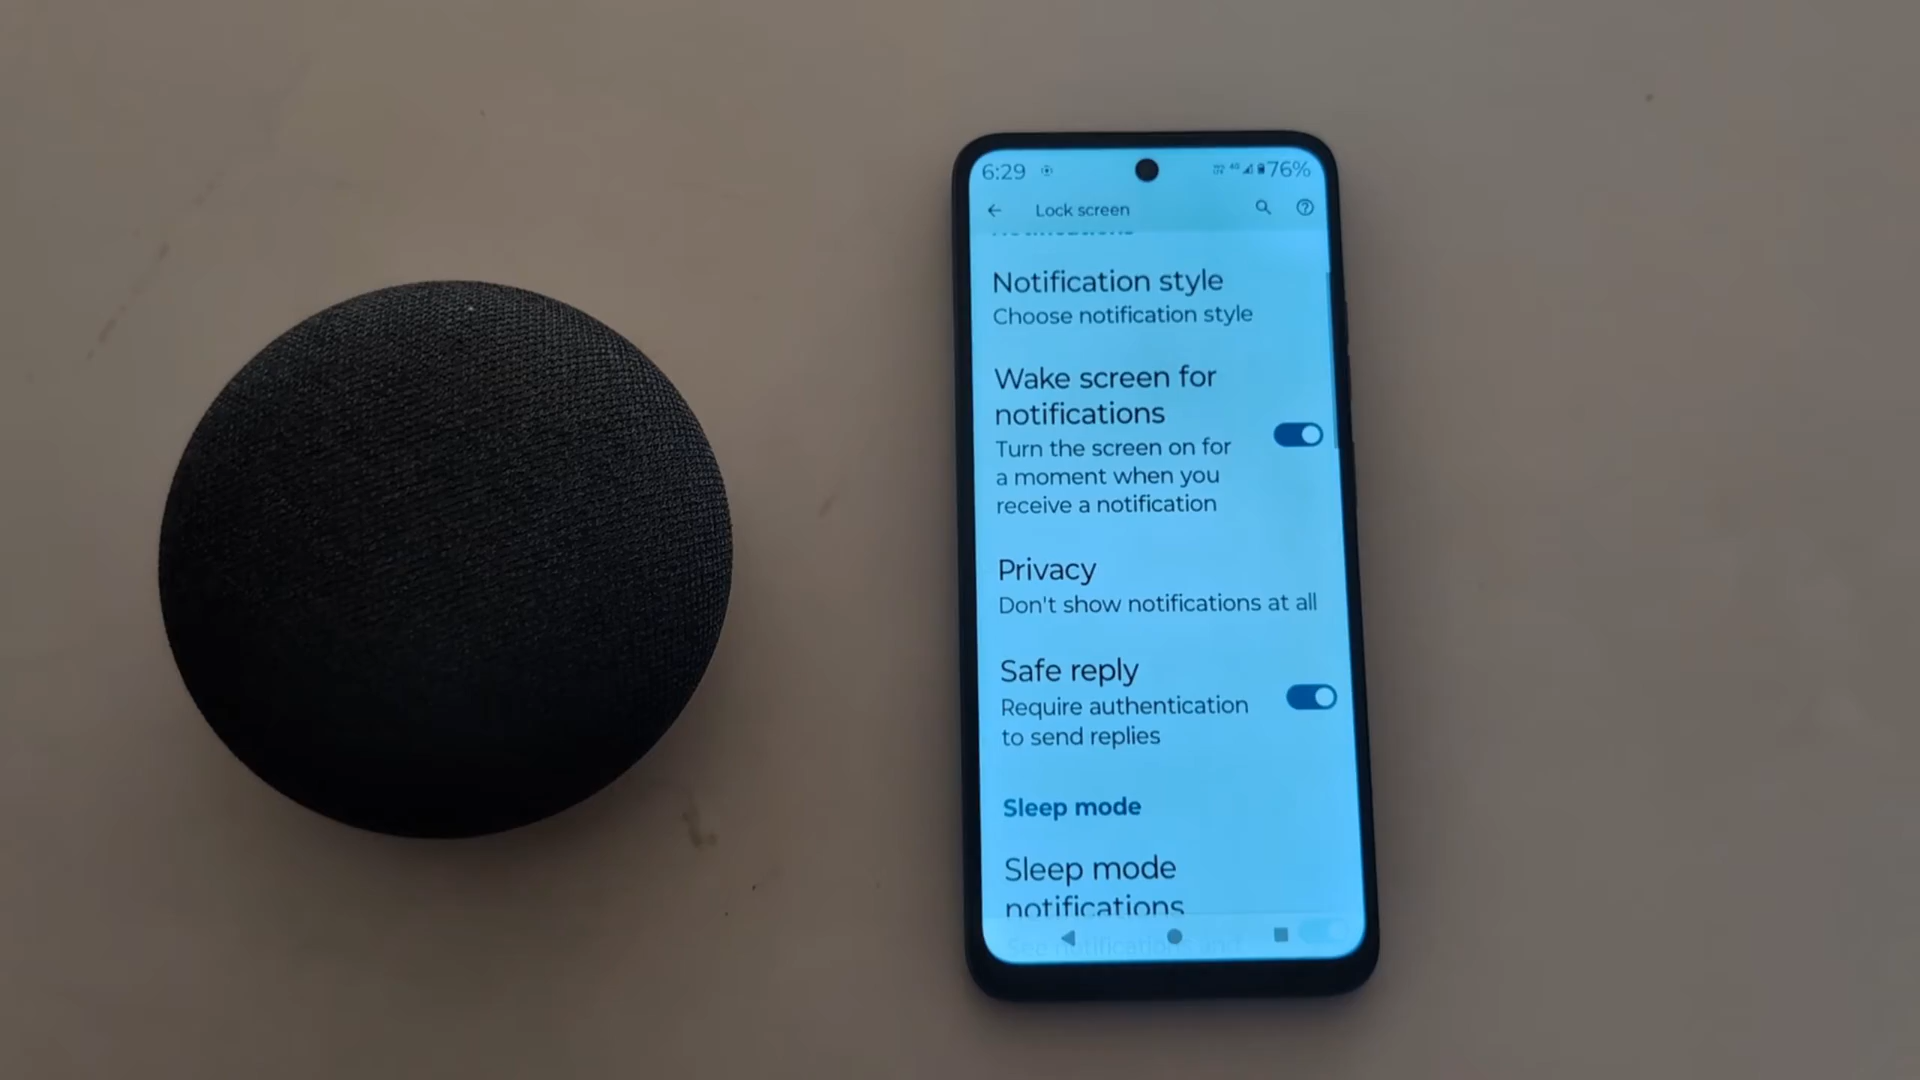 6:29 76%
Lock screen
Notification style
Choose notification style
Wake screen for
notifications
Turn the screen on for
a moment when you
receive a notification
Privacy
Don't show notifications at all
Safe reply
Require authentication
to send replies
Sleep mode
Sleep mode
notifications